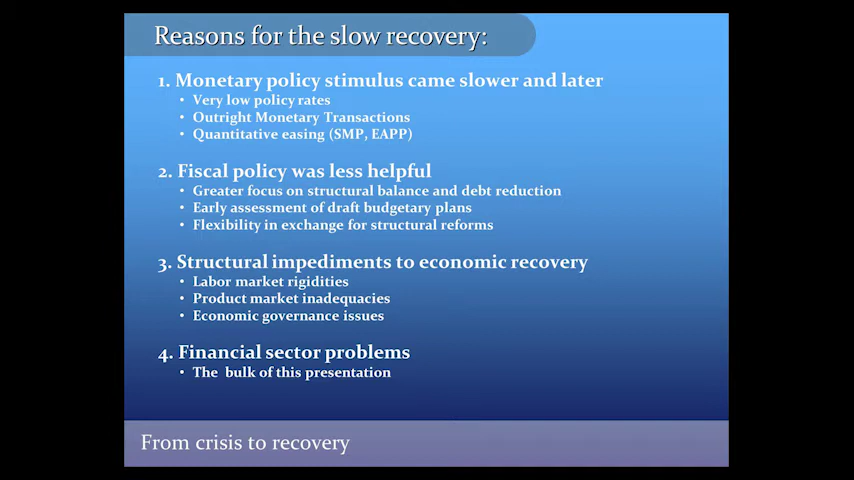 Reasons for the slow recovery:
1. Monetary policy stimulus came slower and later
• Very low policy rates
• Outright Monetary Transactions
• Quantitative easing (SMP, EAPP)
2. Fiscal policy was less helpful
• Greater focus on structural balance and debt reduction
• Early assessment of draft budgetary plans
• Flexibility in exchange for structural reforms
3. Structural impediments to economic recovery
• Labor market rigidities
• Product market inadequacies
• Economic governance issues
4. Financial sector problems
• The bulk of this presentation
From crisis to recovery